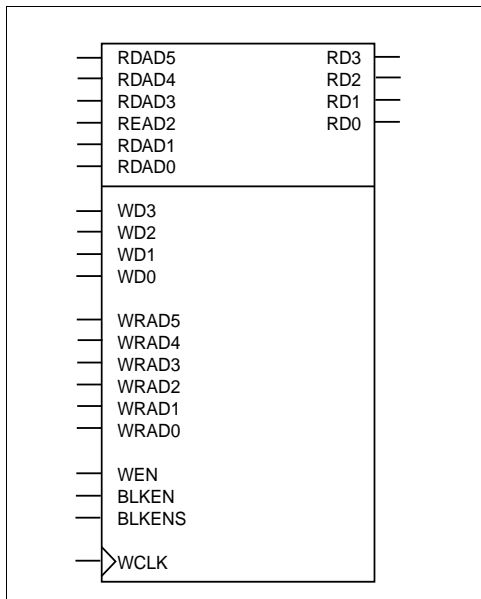 RDAD5 RD3
RDAD4 RD2
RDAD3 RD1
READ2 RD0
RDAD1
RDAD0
WD3
WD2
WD1
WD0
WRAD5
WRAD4
WRAD3
WRAD2
WRAD1
WRAD0
WEN
BLKEN
BLKENS
WCLK